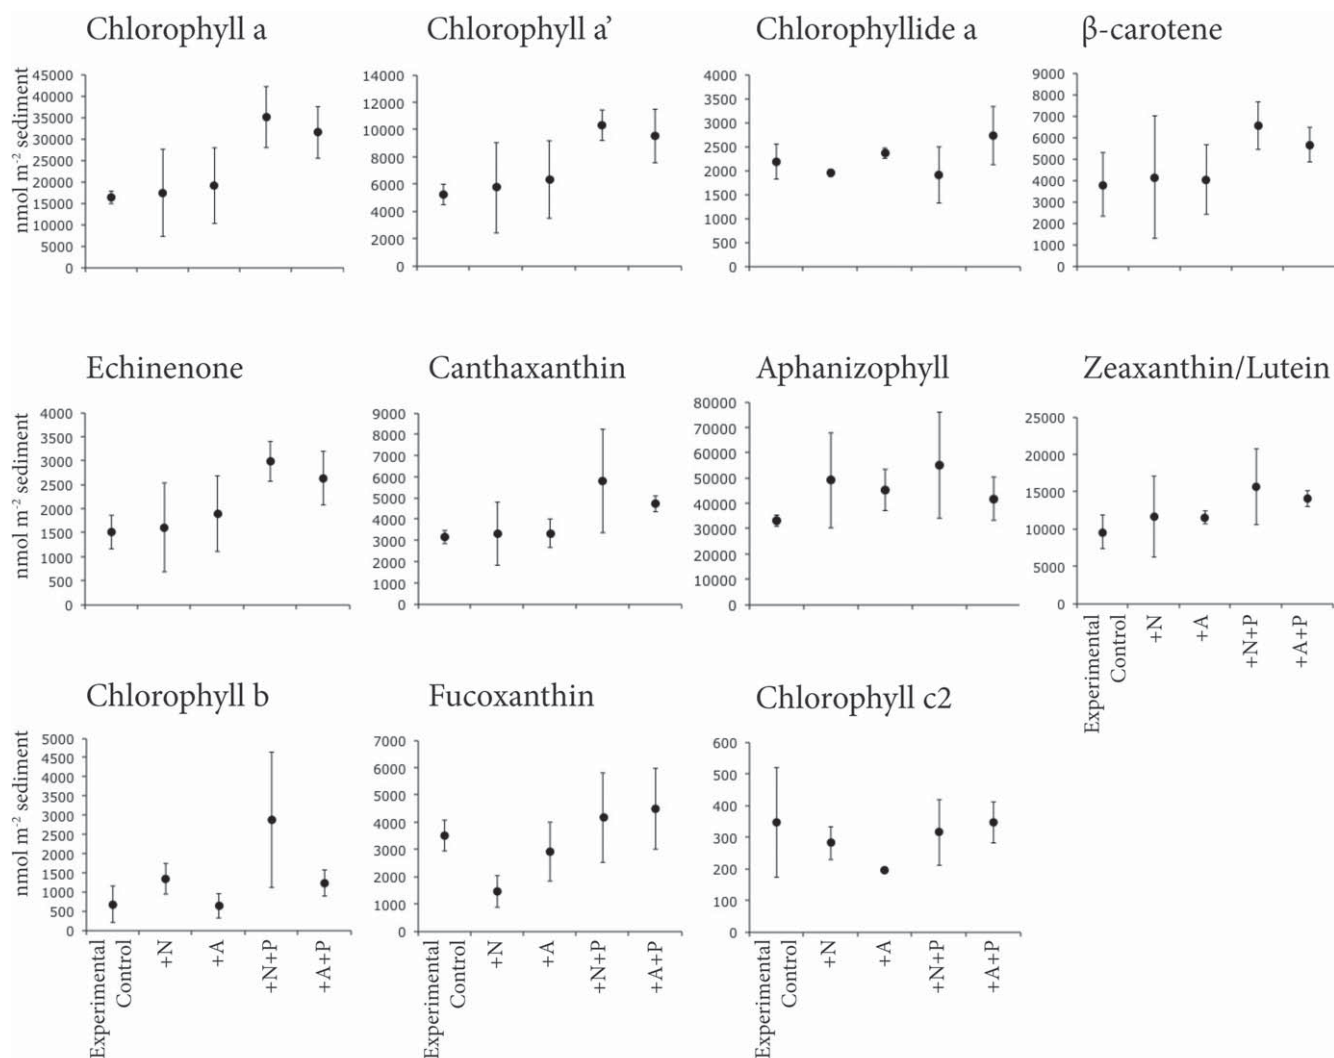 Chlorophyll a
nmol m⁻² sediment
45000
40000
35000
30000
25000
20000
15000
10000
5000
0
Chlorophyll a’
14000
12000
10000
8000
6000
4000
2000
0
Chlorophyllide a
4000
3500
3000
2500
2000
1500
1000
500
0
β-carotene
9000
8000
7000
6000
5000
4000
3000
2000
1000
0
Echinenone
nmol m⁻² sediment
4000
3500
3000
2500
2000
1500
1000
500
0
Canthaxanthin
9000
8000
7000
6000
5000
4000
3000
2000
1000
0
Aphanizophyll
80000
70000
60000
50000
40000
30000
20000
10000
0
Zeaxanthin/Lutein
25000
20000
15000
10000
5000
0
Experimental
Control
+N
+A
+N+P
+A+P
Chlorophyll b
nmol m⁻² sediment
5000
4500
4000
3500
3000
2500
2000
1500
1000
500
0
Experimental
Control
+N
+A
+N+P
+A+P
Fucoxanthin
7000
6000
5000
4000
3000
2000
1000
0
Experimental
Control
+N
+A
+N+P
+A+P
Chlorophyll c2
600
500
400
300
200
100
0
Experimental
Control
+N
+A
+N+P
+A+P